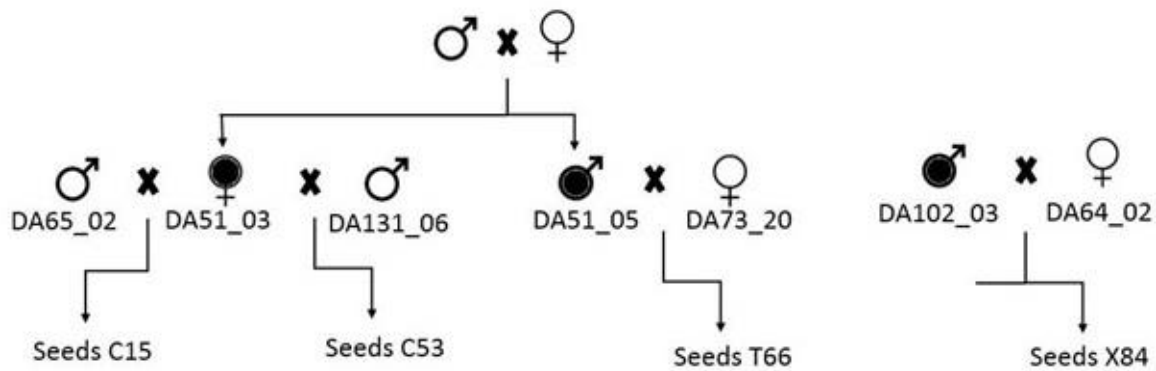 DA65_02 DA51_03 DA131_06 DA51_05 DA73_20 DA102_03 DA64_02
Seeds C15 Seeds C53 Seeds T66 Seeds X84